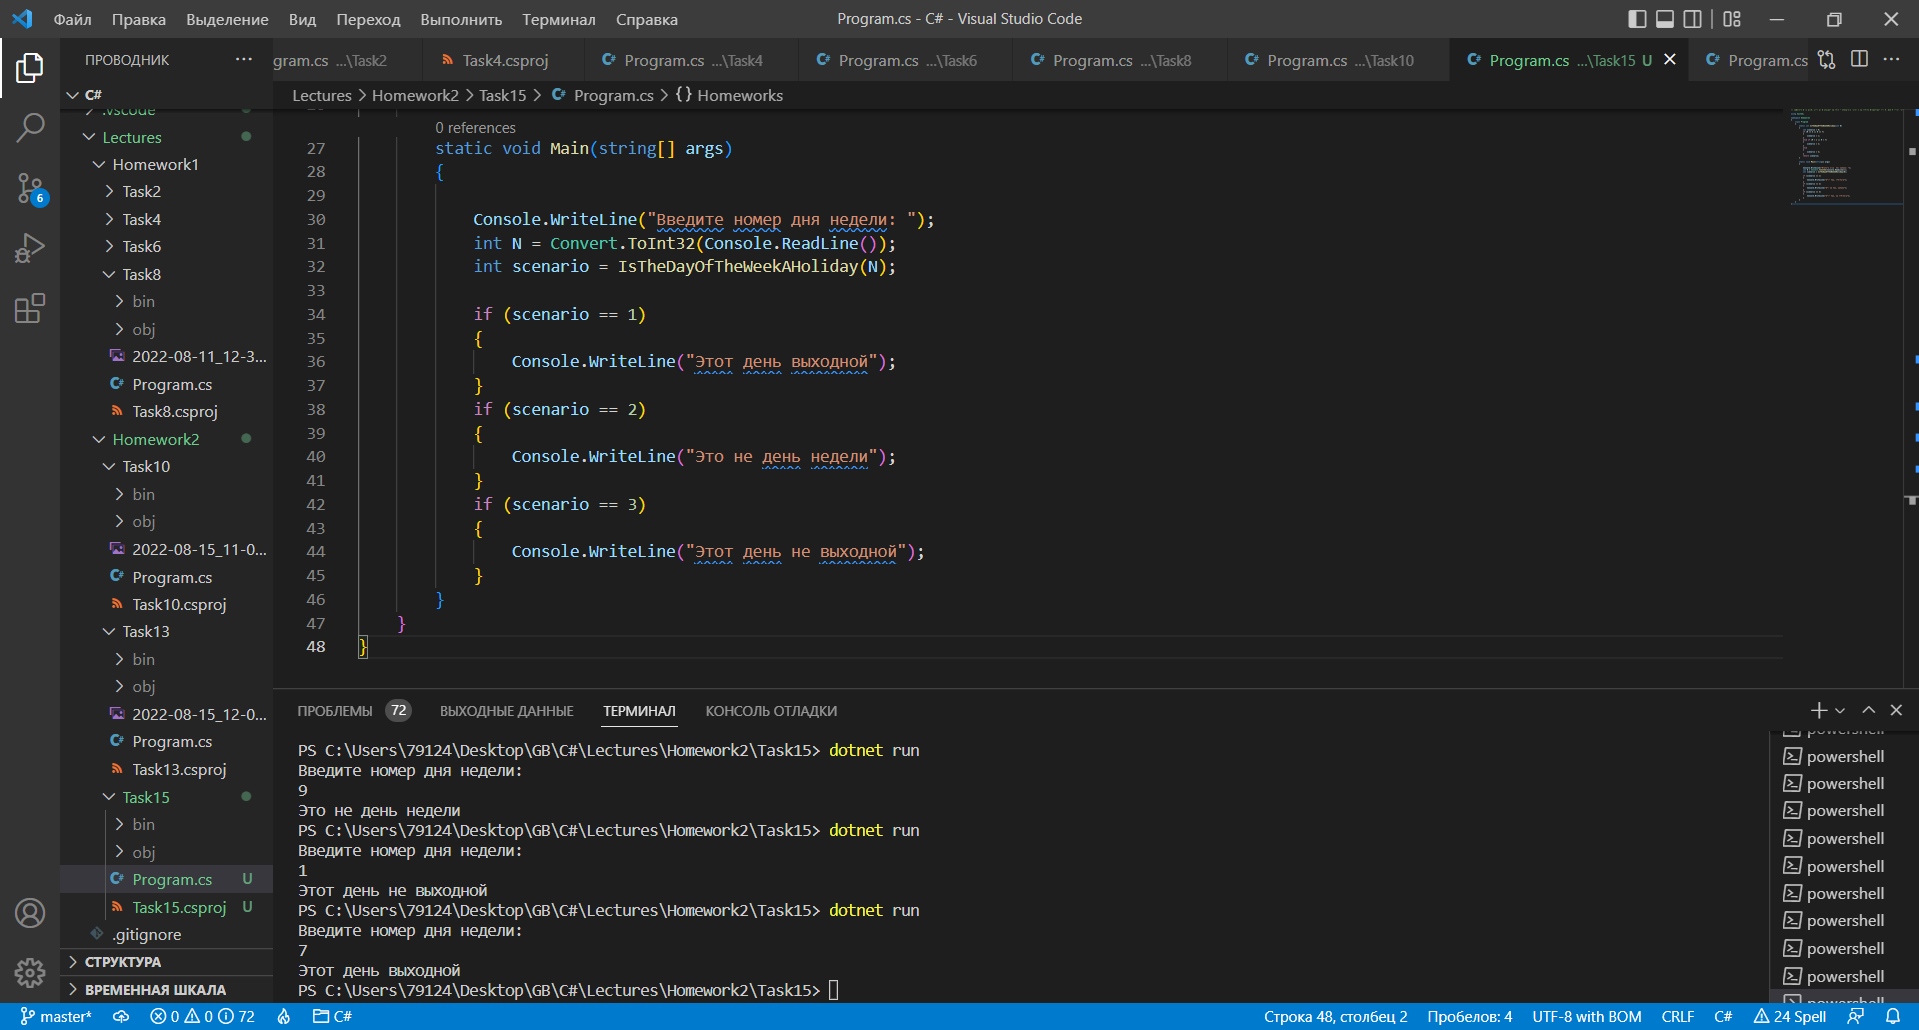 Файл Правка Выделение Вид Переход Выполнить Терминал Справка
Program.cs - C# - Visual Studio Code
ПРОВОДНИК
gram.cs ...\Task2
Task4.csproj
Program.cs ...\Task4
Program.cs ...\Task6
Program.cs ...\Task8
Program.cs ...\Task10
Program.cs ...\Task15 U
Program.cs
Lectures > Homework2 > Task15 > Program.cs > {} Homeworks
C#
.vscode
Lectures
Homework1
Task2
Task4
Task6
Task8
bin
obj
2022-08-11_12-3...
Program.cs
Task8.csproj
Homework2
Task10
bin
obj
2022-08-15_11-0...
Program.cs
Task10.csproj
Task13
bin
obj
2022-08-15_12-0...
Program.cs
Task13.csproj
Task15
bin
obj
Program.cs U
Task15.csproj U
.gitignore
СТРУКТУРА
ВРЕМЕННАЯ ШКАЛА
6
0 references
27 static void Main(string[] args)
28 {
29
30 Console.WriteLine("Введите номер дня недели: ");
31 int N = Convert.ToInt32(Console.ReadLine());
32 int scenario = IsTheDayOfTheWeekAHoliday(N);
33
34 if (scenario == 1)
35 {
36 Console.WriteLine("Этот день выходной");
37 }
38 if (scenario == 2)
39 {
40 Console.WriteLine("Это не день недели");
41 }
42 if (scenario == 3)
43 {
44 Console.WriteLine("Этот день не выходной");
45 }
46 }
47 }
48 }
ПРОБЛЕМЫ 72 ВЫХОДНЫЕ ДАННЫЕ ТЕРМИНАЛ КОНСОЛЬ ОТЛАДКИ
PS C:\Users\79124\Desktop\GB\C#\Lectures\Homework2\Task15> dotnet run
Введите номер дня недели:
9
Это не день недели
PS C:\Users\79124\Desktop\GB\C#\Lectures\Homework2\Task15> dotnet run
Введите номер дня недели:
1
Этот день не выходной
PS C:\Users\79124\Desktop\GB\C#\Lectures\Homework2\Task15> dotnet run
Введите номер дня недели:
7
Этот день выходной
PS C:\Users\79124\Desktop\GB\C#\Lectures\Homework2\Task15>
powershell
powershell
powershell
powershell
powershell
powershell
powershell
powershell
powershell
powershell
powershell
master* 0 0 72 C#
Строка 48, столбец 2 Пробелов: 4 UTF-8 with BOM CRLF C# 24 Spell